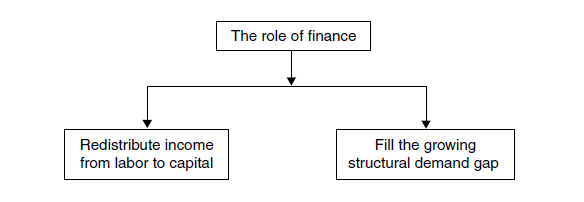 The role of finance
Redistribute income
from labor to capital
Fill the growing
structural demand gap